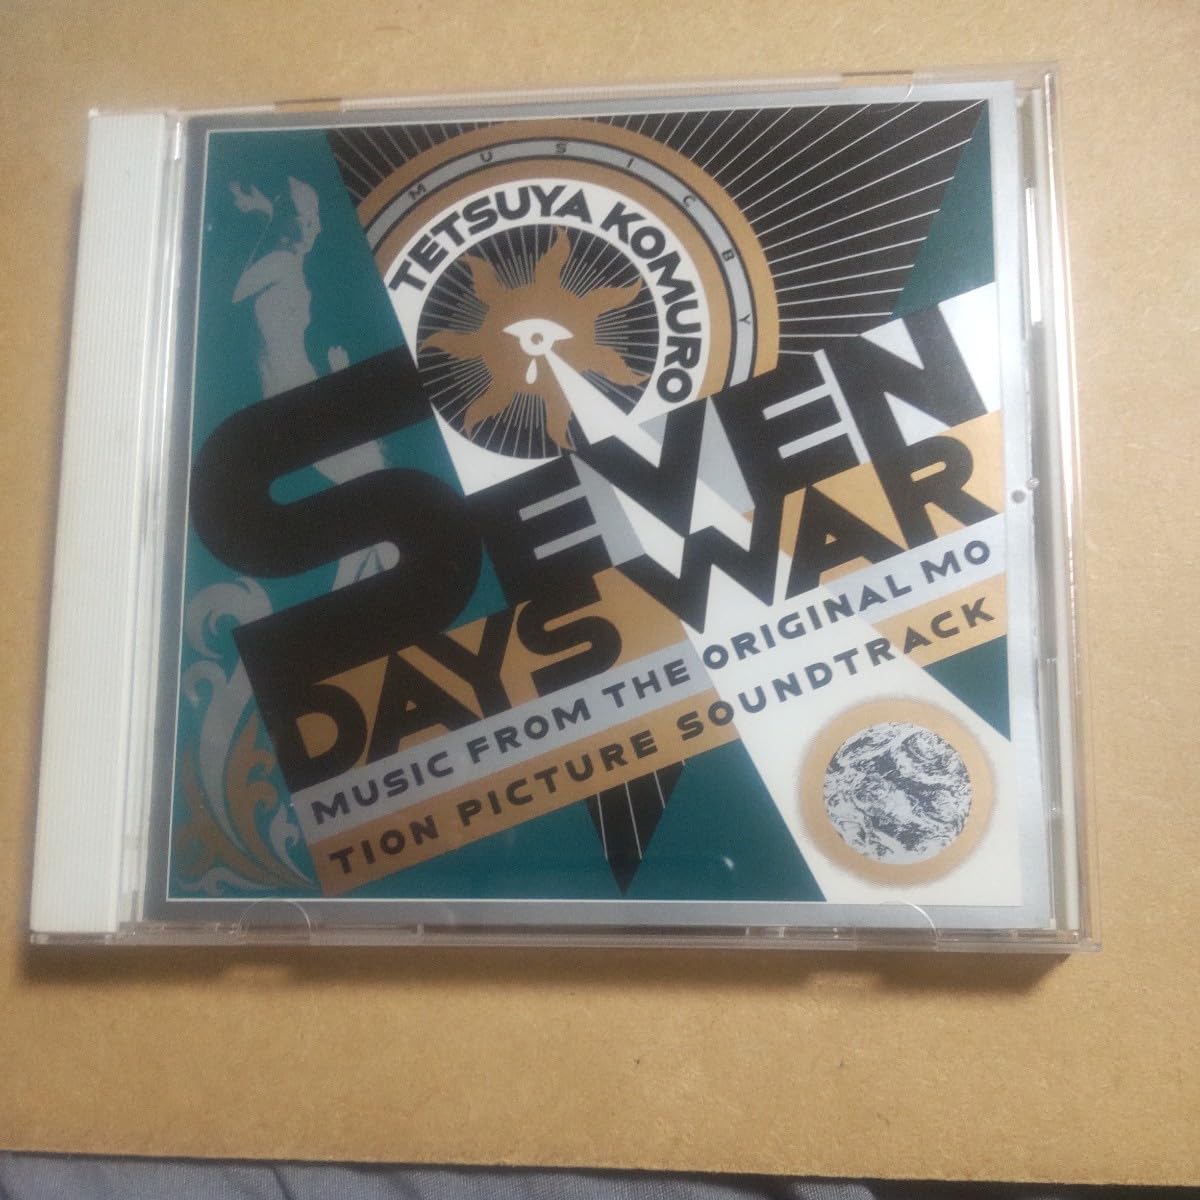 MUSIC BY
TETSUYA KOMURO
SEVEN
DAYS WAR
MUSIC FROM THE ORIGINAL MO
TION PICTURE SOUNDTRACK